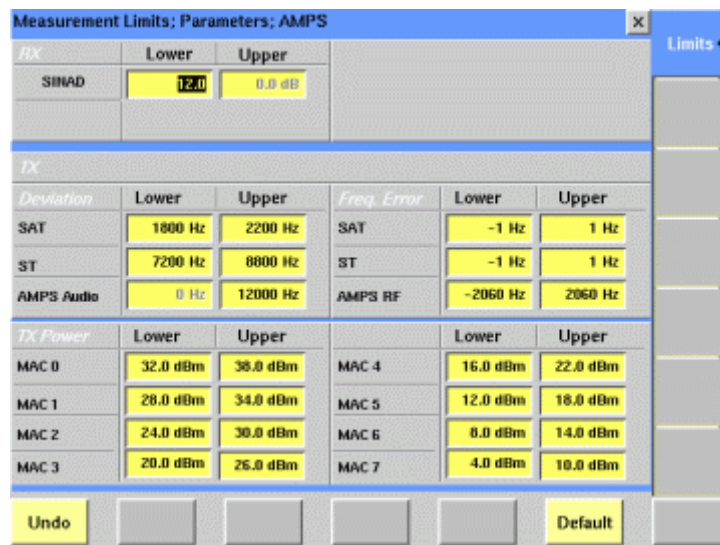 Measurement Limits; Parameters; AMPS
x
Limits
RX Lower Upper
SINAD 12.0 0.0 dB
TX
Deviation Lower Upper Freq. Error Lower Upper
SAT 1800 Hz 2200 Hz SAT -1 Hz 1 Hz
ST 7200 Hz 8800 Hz ST -1 Hz 1 Hz
AMPS Audio 0 Hz 12000 Hz AMPS RF -2060 Hz 2060 Hz
TX Power Lower Upper Lower Upper
MAC 0 32.0 dBm 38.0 dBm MAC 4 16.0 dBm 22.0 dBm
MAC 1 28.0 dBm 34.0 dBm MAC 5 12.0 dBm 18.0 dBm
MAC 2 24.0 dBm 30.0 dBm MAC 6 8.0 dBm 14.0 dBm
MAC 3 20.0 dBm 26.0 dBm MAC 7 4.0 dBm 10.0 dBm
Undo Default